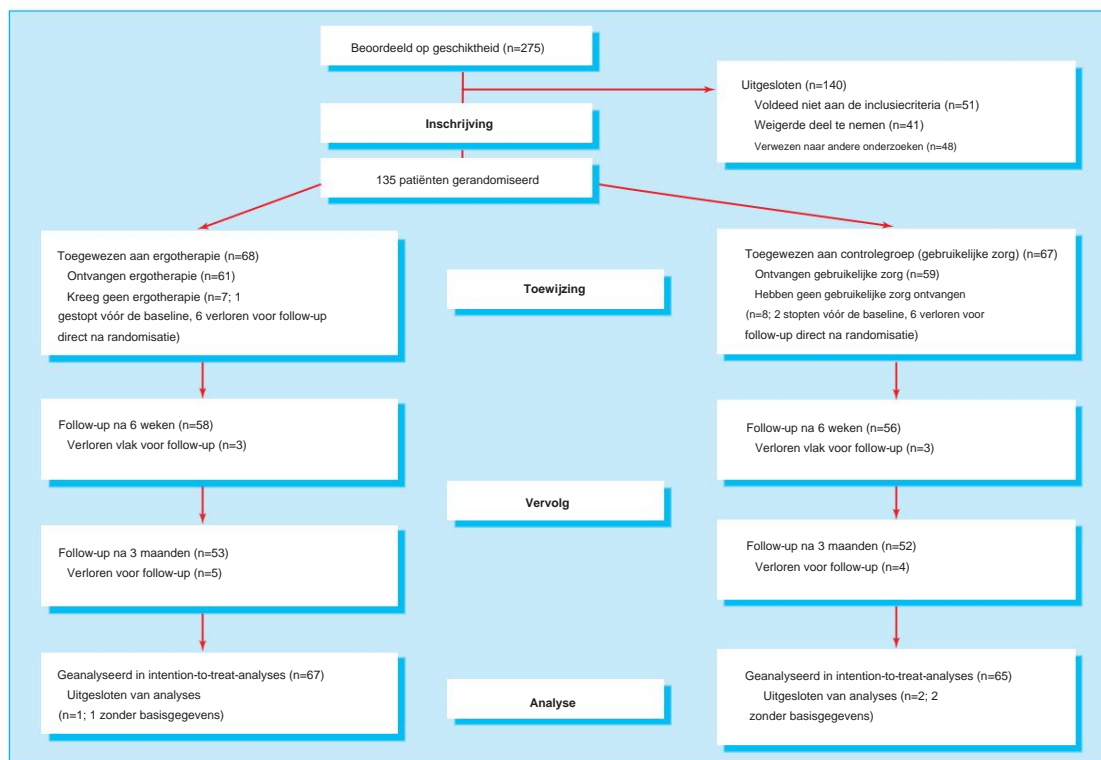 Beoordeeld op geschiktheid (n=275)
Uitgesloten (n=140)
Voldeed niet aan de inclusiecriteria (n=51)
Weigerde deel te nemen (n=41)
Verwezen naar andere onderzoeken (n=48)
Inschrijving
135 patiënten gerandomiseerd
Toegewezen aan ergotherapie (n=68)
Ontvangen ergotherapie (n=61)
Kreeg geen ergotherapie (n=7; 1
gestopt vóór de baseline, 6 verloren voor follow-up
direct na randomisatie)
Toewijzing
Toegewezen aan controlegroep (gebruikelijke zorg) (n=67)
Ontvangen gebruikelijke zorg (n=59)
Hebben geen gebruikelijke zorg ontvangen
(n=8; 2 stopten vóór de baseline, 6 verloren voor
follow-up direct na randomisatie)
Follow-up na 6 weken (n=58)
Verloren vlak voor follow-up (n=3)
Follow-up na 6 weken (n=56)
Verloren vlak voor follow-up (n=3)
Vervolg
Follow-up na 3 maanden (n=53)
Verloren voor follow-up (n=5)
Follow-up na 3 maanden (n=52)
Verloren voor follow-up (n=4)
Geanalyseerd in intention-to-treat-analyses (n=67)
Uitgesloten van analyses
(n=1; 1 zonder basisgegevens)
Analyse
Geanalyseerd in intention-to-treat-analyses (n=65)
Uitgesloten van analyses (n=2; 2
zonder basisgegevens)